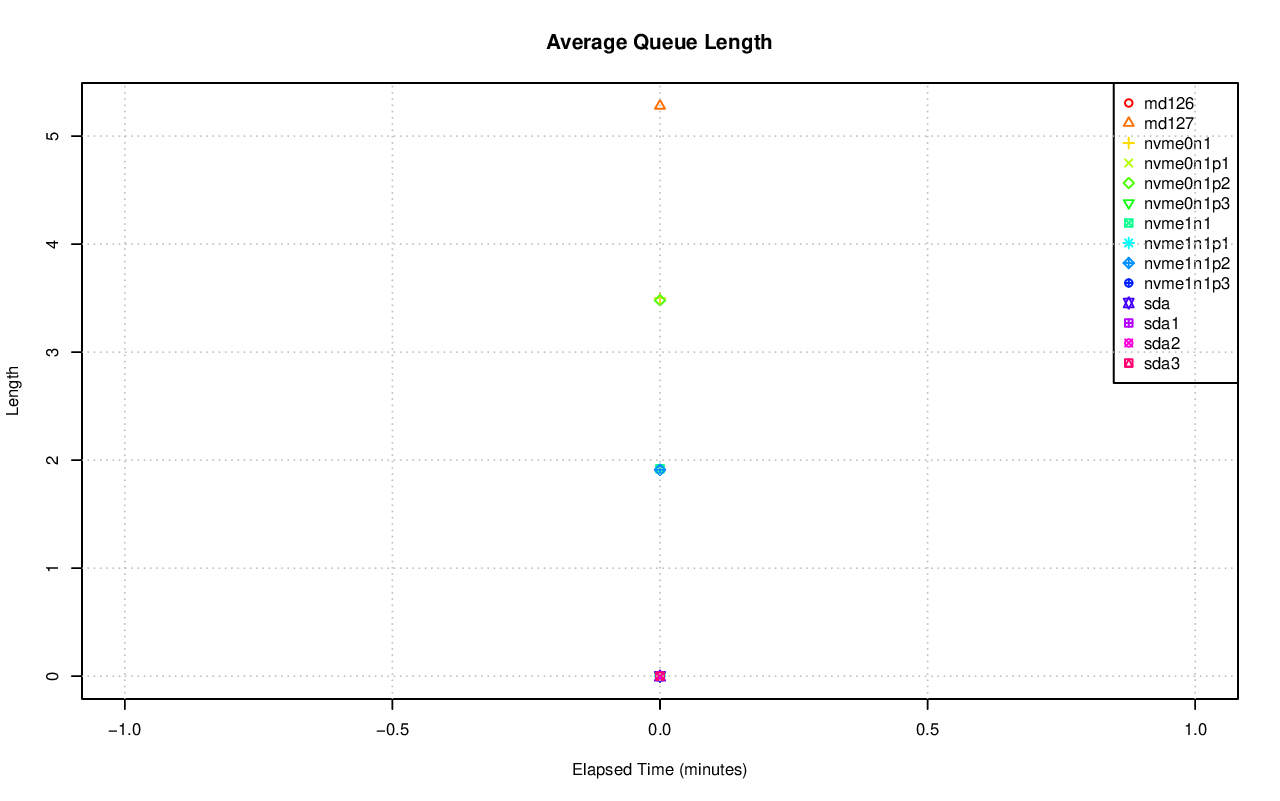 Average Queue Length
md126
md127
nvme0n1
nvme0n1p1
nvme0n1p2
nvme0n1p3
nvme1n1
nvme1n1p1
nvme1n1p2
nvme1n1p3
sda
sda1
sda2
sda3
5
4
3
2
1
0
Length
−1.0 −0.5 0.0 0.5 1.0
Elapsed Time (minutes)